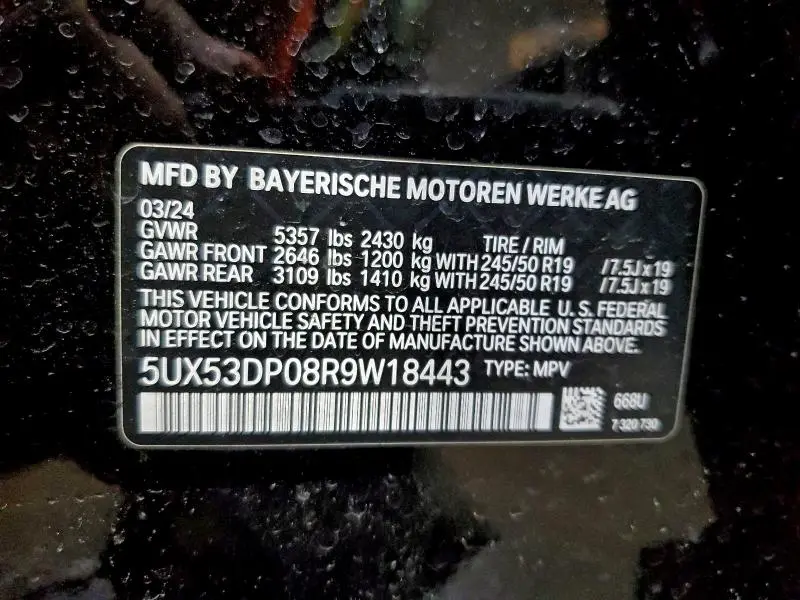 MFD BY BAYERISCHE MOTOREN WERKE AG
03/24
GVWR 5357 lbs 2430 kg TIRE / RIM
GAWR FRONT 2646 lbs 1200 kg WITH 245/50 R19 /7.5J x 19
GAWR REAR 3109 lbs 1410 kg WITH 245/50 R19 /7.5J x 19
THIS VEHICLE CONFORMS TO ALL APPLICABLE U.S. FEDERAL
MOTOR VEHICLE SAFETY AND THEFT PREVENTION STANDARDS
IN EFFECT ON THE DATE OF MANUFACTURE SHOWN ABOVE.
5UX53DP08R9W18443 TYPE: MPV
668U
7 320 730